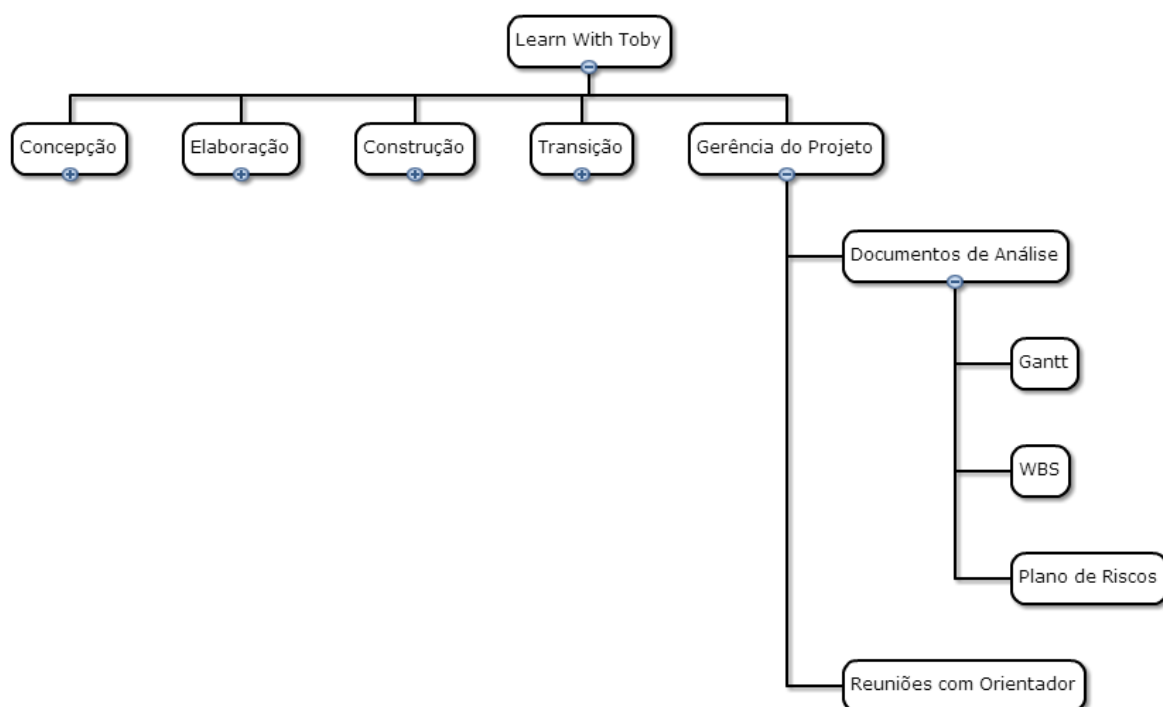 Learn With Toby
Concepção
Elaboração
Construção
Transição
Gerência do Projeto
Documentos de Análise
Gantt
WBS
Plano de Riscos
Reuniões com Orientador